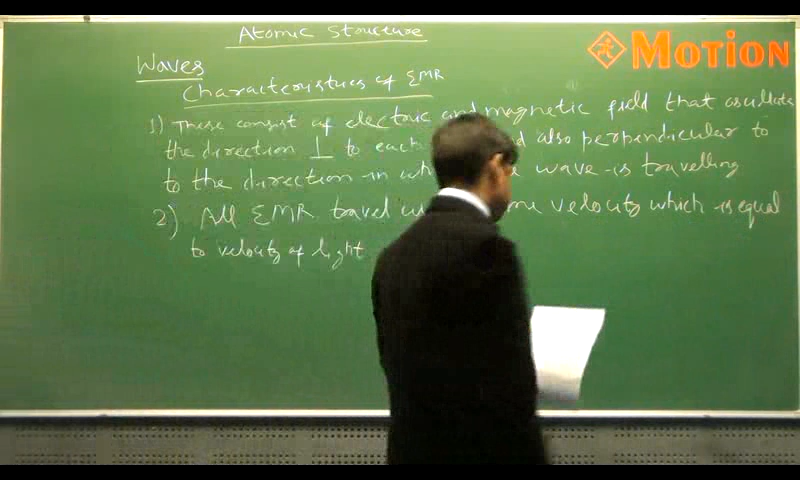 Atomic Structure
MOTiON
Waves
Characteristics of EMR
1) These consist of electric and magnetic field that oscillate
the direction ⊥ to each also perpendicular to
to the direction in wave is travelling
2) All EMR travel velocity which is equal
to velocity of light